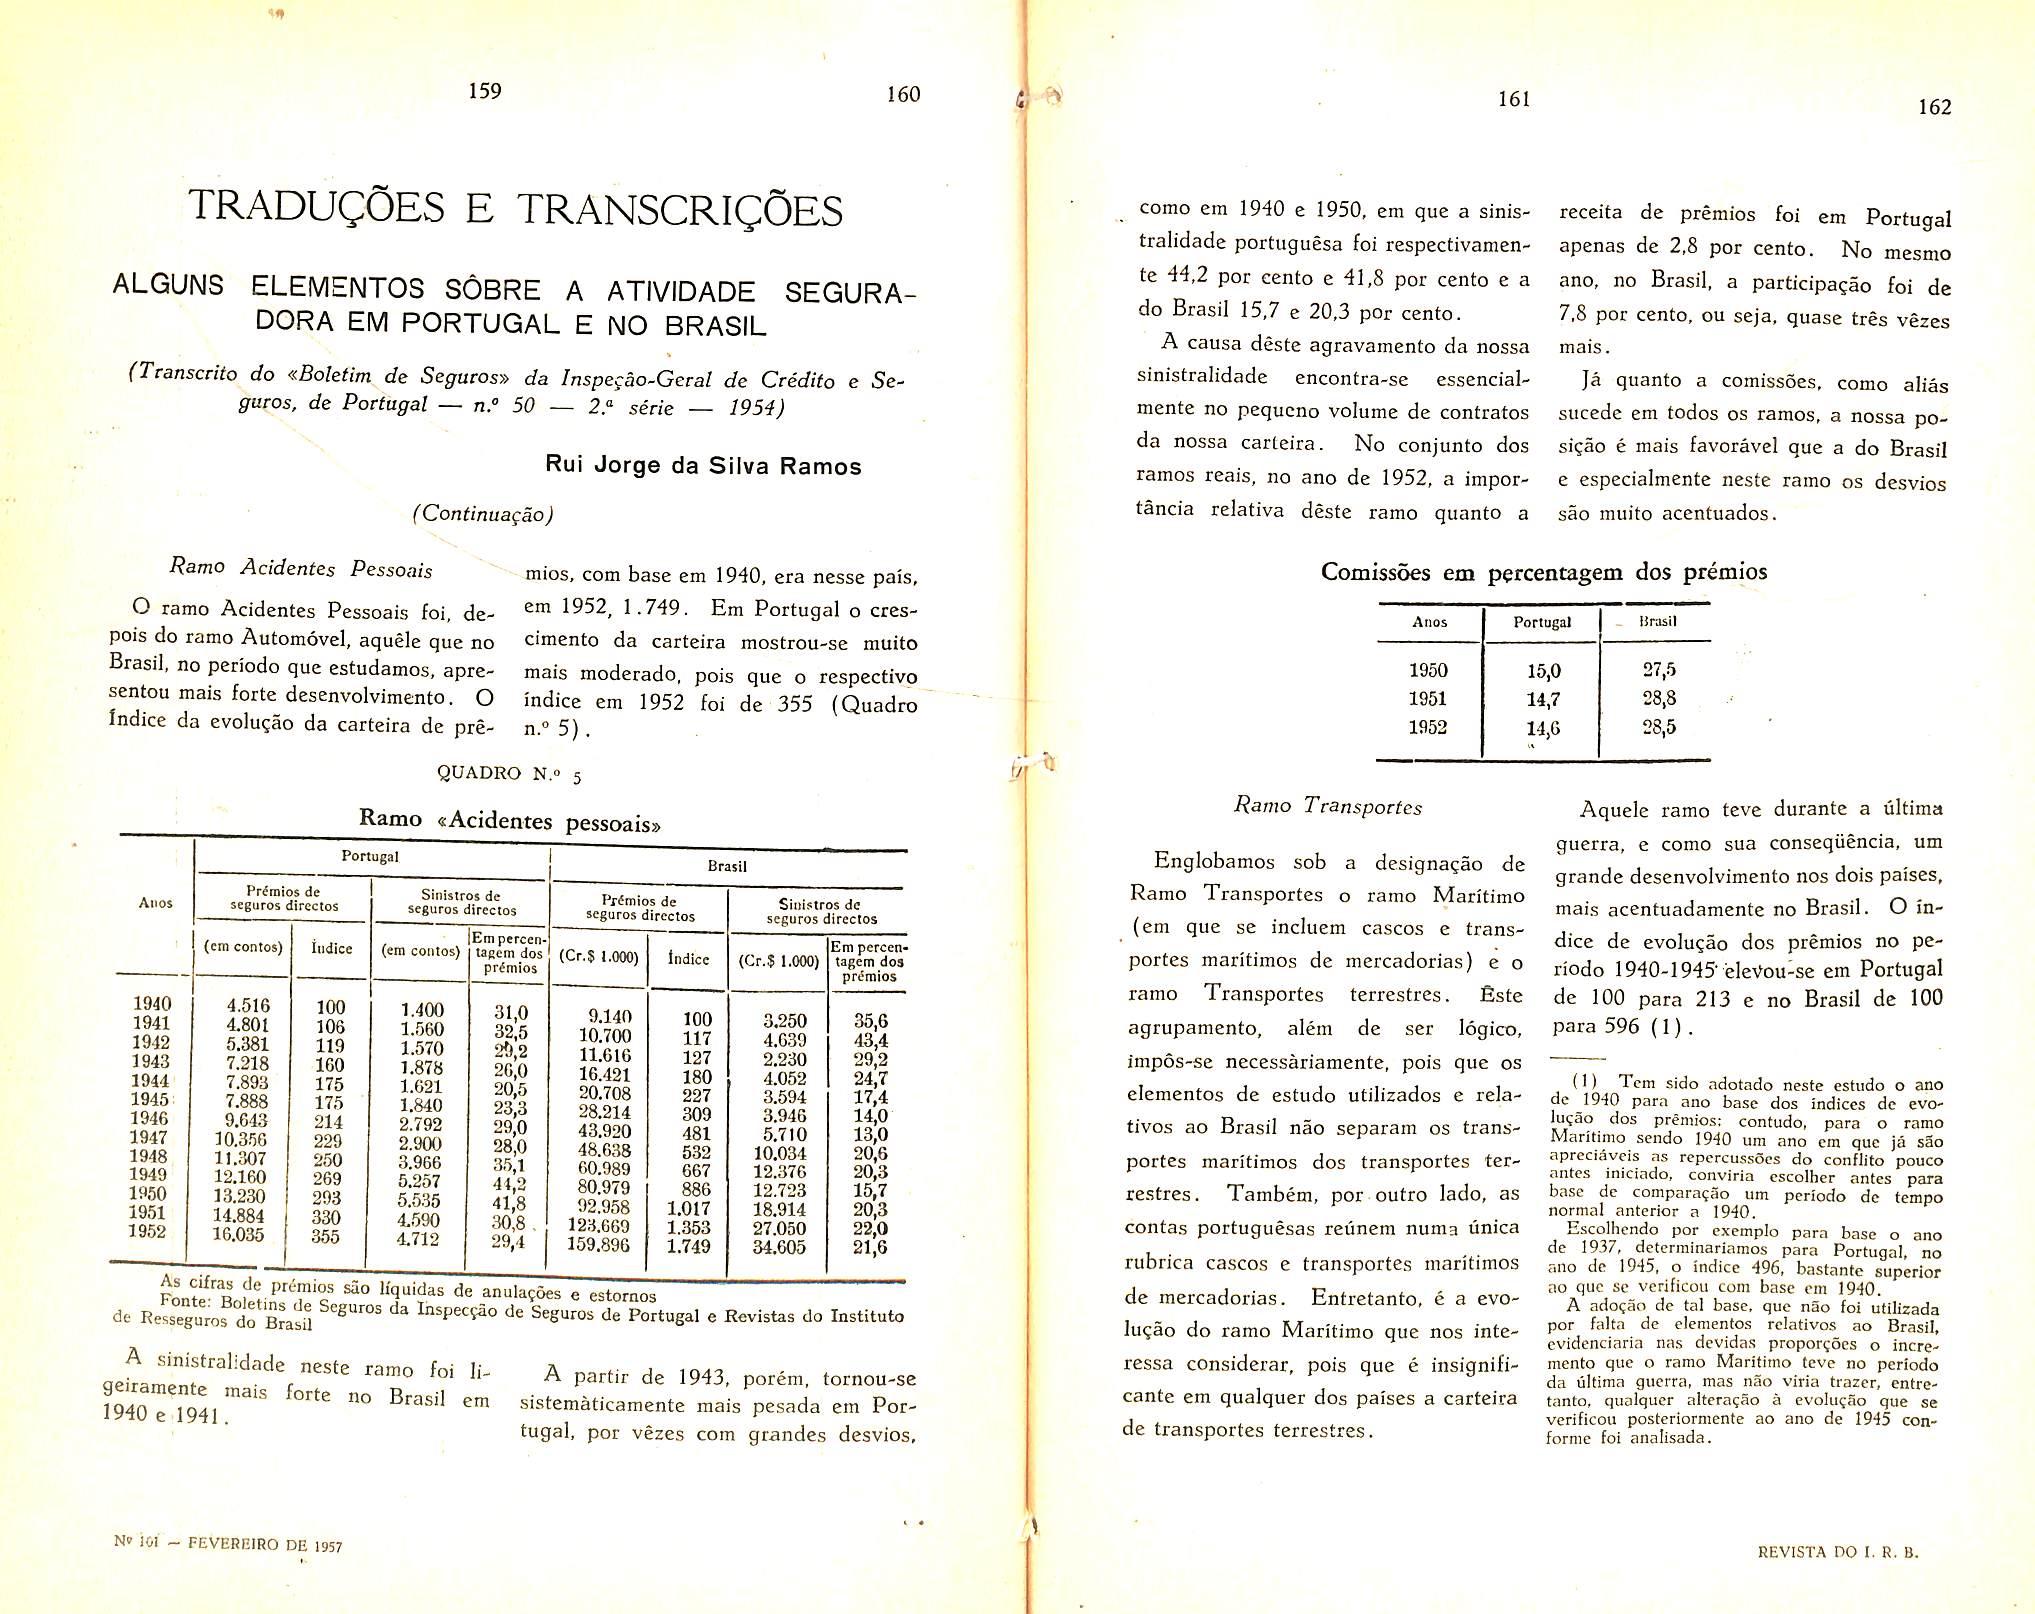 159
160
TRADUÇÕES E TRANSCRIÇÕES
ALGUNS ELEMENTOS SÔBRE A ATIVIDADE SEGURA-
DORA EM PORTUGAL E NO BRASIL
(Transcrito do «Boletim de Seguros» da Inspeção-Geral de Crédito e Se-
guros, de Portugal — n.º 50 — 2.ª série — 1954)
Rui Jorge da Silva Ramos
(Continuação)
Ramo Acidentes Pessoais
O ramo Acidentes Pessoais foi, de-
pois do ramo Automóvel, aquêle que no
Brasil, no período que estudamos, apre-
sentou mais forte desenvolvimento. O
Índice da evolução da carteira de prê-
mios, com base em 1940, era nesse país,
em 1952, 1.749. Em Portugal o cres-
cimento da carteira mostrou-se muito
mais moderado, pois que o respectivo
índice em 1952 foi de 355 (Quadro
n.º 5).
QUADRO N.º 5
Ramo «Acidentes pessoais»
Anos
Portugal
Brasil
Prémios de seguros directos
Sinistros de seguros directos
Prémios de seguros directos
Sinistros de seguros directos
(em contos) Índice (em contos) Em percen-tagem dos prémios (Cr.$ 1.000) Índice (Cr.$ 1.000) Em percen-tagem dos prémios
1940 4.516 100 1.400 31,0 9.140 100 3.250 35,6
1941 4.801 106 1.560 32,5 10.700 117 4.639 43,4
1942 5.381 119 1.570 29,2 11.616 127 2.230 29,2
1943 7.218 160 1.878 26,0 16.421 180 4.052 24,7
1944 7.893 175 1.621 20,5 20.708 227 3.594 17,4
1945 7.888 175 1.840 23,3 28.214 309 3.946 14,0
1946 9.643 214 2.792 29,0 43.920 481 5.710 13,0
1947 10.356 229 2.900 28,0 48.638 532 10.034 20,6
1948 11.307 250 3.966 35,1 60.989 667 12.376 20,3
1949 12.160 269 5.257 44,2 80.979 886 12.723 15,7
1950 13.230 293 5.535 41,8 92.958 1.017 18.914 20,3
1951 14.884 330 4.590 30,8 123.669 1.353 27.050 22,0
1952 16.035 355 4.712 29,4 159.896 1.749 34.605 21,6
As cifras de prémios são líquidas de anulações e estornos
Fonte: Boletins de Seguros da Inspecção de Seguros de Portugal e Revistas do Instituto
de Resseguros do Brasil
A sinistralidade neste ramo foi li-
geiramente mais forte no Brasil em
1940 e 1941.
A partir de 1943, porém, tornou-se
sistemàticamente mais pesada em Por-
tugal, por vêzes com grandes desvios,
Nº 101 — FEVEREIRO DE 1957
161
162
como em 1940 e 1950, em que a sinis-
tralidade portuguêsa foi respectivamen-
te 44,2 por cento e 41,8 por cento e a
do Brasil 15,7 e 20,3 por cento.
A causa dêste agravamento da nossa
sinistralidade encontra-se essencial-
mente no pequeno volume de contratos
da nossa carteira. No conjunto dos
ramos reais, no ano de 1952, a impor-
tância relativa dêste ramo quanto a
receita de prêmios foi em Portugal
apenas de 2,8 por cento. No mesmo
ano, no Brasil, a participação foi de
7,8 por cento, ou seja, quase três vêzes
mais.
Já quanto a comissões, como aliás
sucede em todos os ramos, a nossa po-
sição é mais favorável que a do Brasil
e especialmente neste ramo os desvios
são muito acentuados.
Comissões em percentagem dos prémios
Anos Portugal Brasil
1950 15,0 27,5
1951 14,7 28,8
1952 14,6 28,5
Ramo Transportes
Englobamos sob a designação de
Ramo Transportes o ramo Marítimo
(em que se incluem cascos e trans-
portes marítimos de mercadorias) e o
ramo Transportes terrestres. Êste
agrupamento, além de ser lógico,
impôs-se necessàriamente, pois que os
elementos de estudo utilizados e rela-
tivos ao Brasil não separam os trans-
portes marítimos dos transportes ter-
restres. Também, por outro lado, as
contas portuguêsas reúnem numa única
rubrica cascos e transportes marítimos
de mercadorias. Entretanto, é a evo-
lução do ramo Marítimo que nos inte-
ressa considerar, pois que é insignifi-
cante em qualquer dos países a carteira
de transportes terrestres.
Aquele ramo teve durante a última
guerra, e como sua conseqüência, um
grande desenvolvimento nos dois países,
mais acentuadamente no Brasil. O ín-
dice de evolução dos prêmios no pe-
ríodo 1940-1945 elevou-se em Portugal
de 100 para 213 e no Brasil de 100
para 596 (1).
(1) Tem sido adotado neste estudo o ano
de 1940 para ano base dos índices de evo-
lução dos prêmios; contudo, para o ramo
Marítimo sendo 1940 um ano em que já são
apreciáveis as repercussões do conflito pouco
antes iniciado, conviria escolher antes para
base de comparação um período de tempo
normal anterior a 1940.
Escolhendo por exemplo para base o ano
de 1937, determinaríamos para Portugal, no
ano de 1945, o índice 496, bastante superior
ao que se verificou com base em 1940.
A adoção de tal base, que não foi utilizada
por falta de elementos relativos ao Brasil,
evidenciaria nas devidas proporções o incre-
mento que o ramo Marítimo teve no período
da última guerra, mas não viria trazer, entre-
tanto, qualquer alteração à evolução que se
verificou posteriormente ao ano de 1945 con-
forme foi analisada.
REVISTA DO I. R. B.